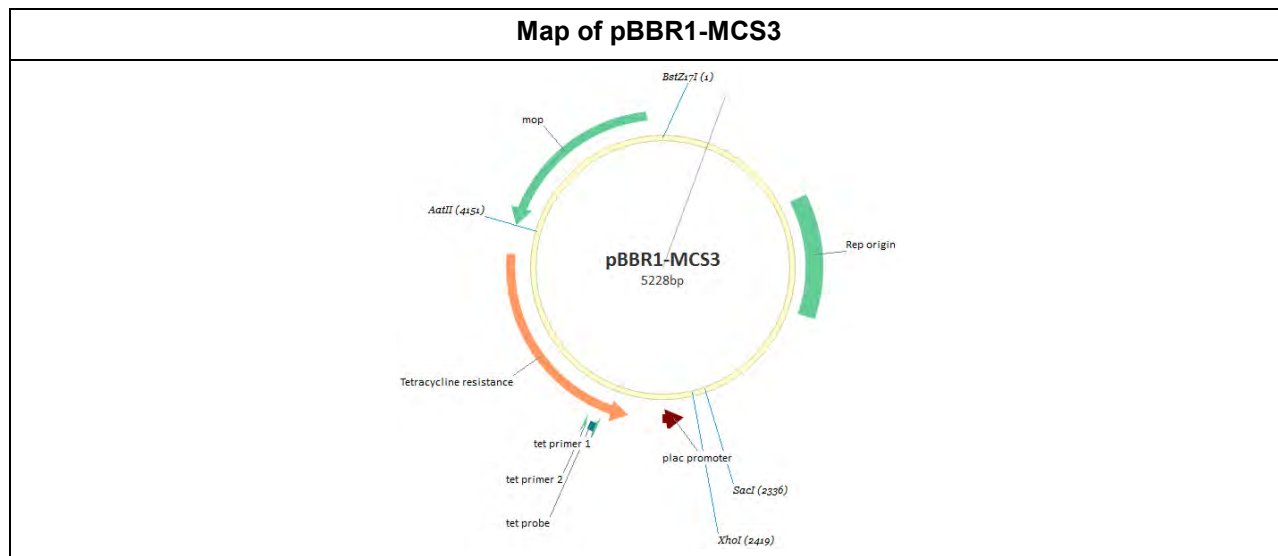 Map of pBBR1-MCS3
BstZ17I (1)
mop
AatII (4151)
Rep origin
pBBR1-MCS3
5228bp
Tetracycline resistance
tet primer 1
plac promoter
tet primer 2
SacI (2336)
tet probe
XhoI (2419)